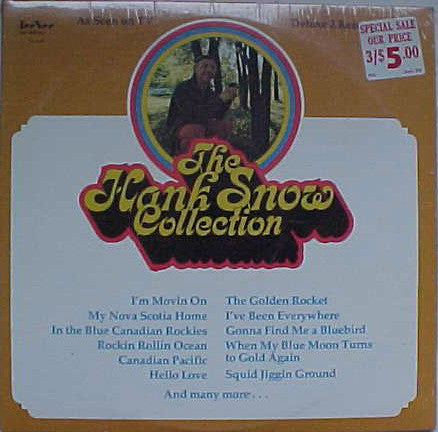 As Seen on T V
Deluxe 2 Rec
SPECIAL SALE
OUR PRICE
3/$5.00
The
Hank Snow
Collection
I'm Movin On
My Nova Scotia Home
In the Blue Canadian Rockies
Rockin Rollin Ocean
Canadian Pacific
Hello Love
The Golden Rocket
I've Been Everywhere
Gonna Find Me a Bluebird
When My Blue Moon Turns
to Gold Again
Squid Jiggin Ground
And many more . . .